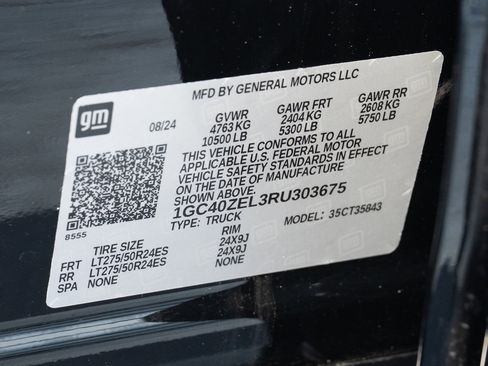 gm
MFD BY GENERAL MOTORS LLC
08/24 GVWR GAWR FRT GAWR RR
4763 KG 2404 KG 2608 KG
10500 LB 5300 LB 5750 LB
THIS VEHICLE CONFORMS TO ALL
APPLICABLE U.S. FEDERAL MOTOR
VEHICLE SAFETY STANDARDS IN EFFECT
ON THE DATE OF MANUFACTURE
SHOWN ABOVE.
1GC40ZEL3RU303675
8555 TYPE: TRUCK MODEL: 35CT35843
TIRE SIZE RIM
FRT LT275/50R24ES 24X9J
RR LT275/50R24ES 24X9J
SPA NONE NONE